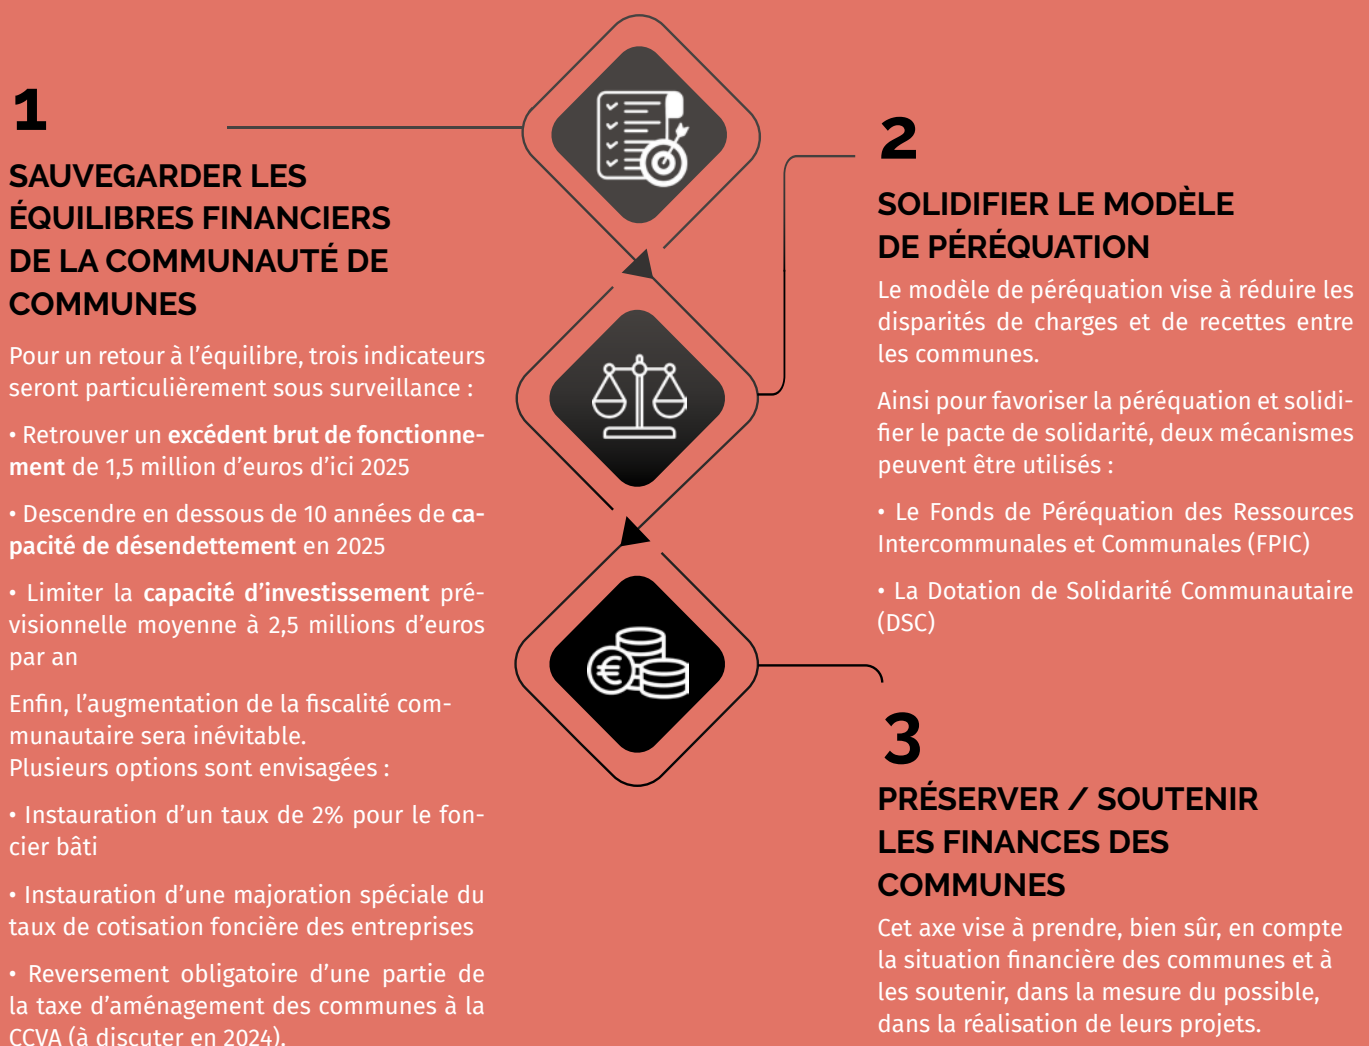 1
SAUVEGARDER LES
ÉQUILIBRES FINANCIERS
DE LA COMMUNAUTÉ DE
COMMUNES
Pour un retour à l'équilibre, trois indicateurs
seront particulièrement sous surveillance :
• Retrouver un excédent brut de fonctionne-
ment de 1,5 million d'euros d'ici 2025
• Descendre en dessous de 10 années de ca-
pacité de désendettement en 2025
• Limiter la capacité d'investissement pré-
visionnelle moyenne à 2,5 millions d'euros
par an
Enfin, l'augmentation de la fiscalité com-
munautaire sera inévitable.
Plusieurs options sont envisagées :
• Instauration d'un taux de 2% pour le fon-
cier bâti
• Instauration d'une majoration spéciale du
taux de cotisation foncière des entreprises
• Reversement obligatoire d'une partie de
la taxe d'aménagement des communes à la
CCVA (à discuter en 2024).
2
SOLIDIFIER LE MODÈLE
DE PÉRÉQUATION
Le modèle de péréquation vise à réduire les
disparités de charges et de recettes entre
les communes.
Ainsi pour favoriser la péréquation et solidi-
fier le pacte de solidarité, deux mécanismes
peuvent être utilisés :
• Le Fonds de Péréquation des Ressources
Intercommunales et Communales (FPIC)
• La Dotation de Solidarité Communautaire
(DSC)
€
3
PRÉSERVER / SOUTENIR
LES FINANCES DES
COMMUNES
Cet axe vise à prendre, bien sûr, en compte
la situation financière des communes et à
les soutenir, dans la mesure du possible,
dans la réalisation de leurs projets.